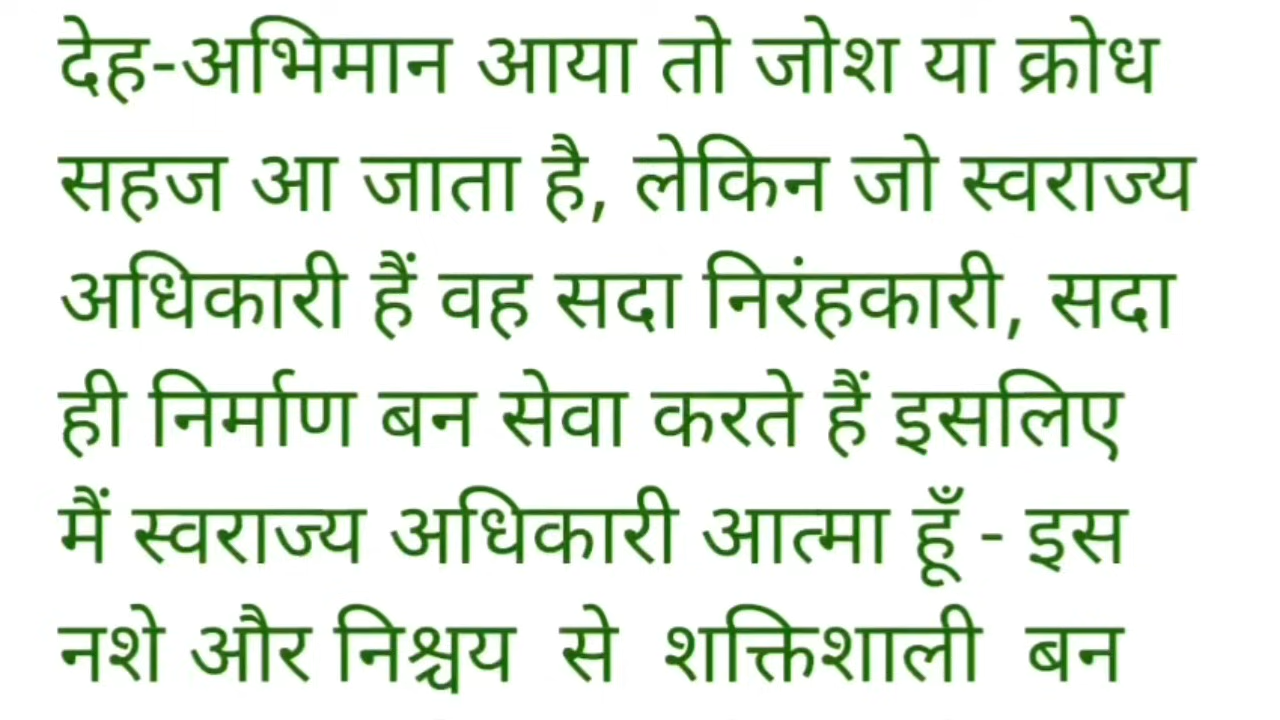 देह-अभिमान आया तो जोश या क्रोध
सहज आ जाता है, लेकिन जो स्वराज्य
अधिकारी हैं वह सदा निरंहकारी, सदा
ही निर्माण बन सेवा करते हैं इसलिए
मैं स्वराज्य अधिकारी आत्मा हूँ - इस
नशे और निश्चय से शक्तिशाली बन